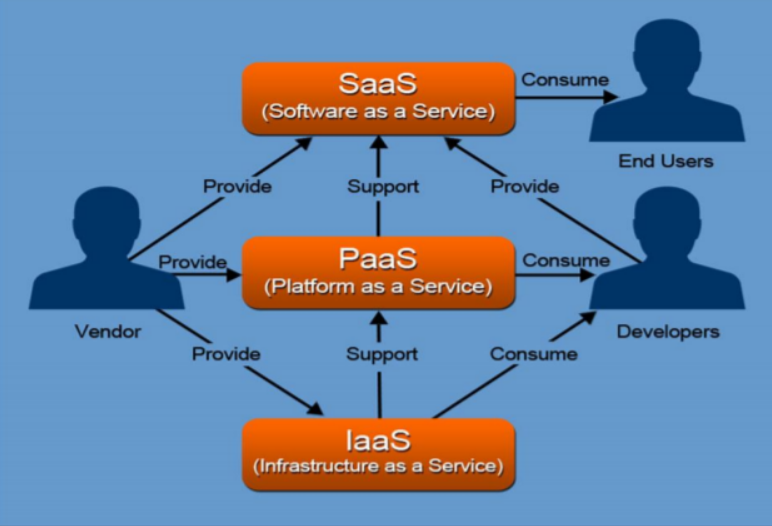 SaaS
(Software as a Service)
Consume
End Users
Provide
Support
Provide
Vendor
Provide
PaaS
(Platform as a Service)
Consume
Developers
Provide
Support
Consume
IaaS
(Infrastructure as a Service)